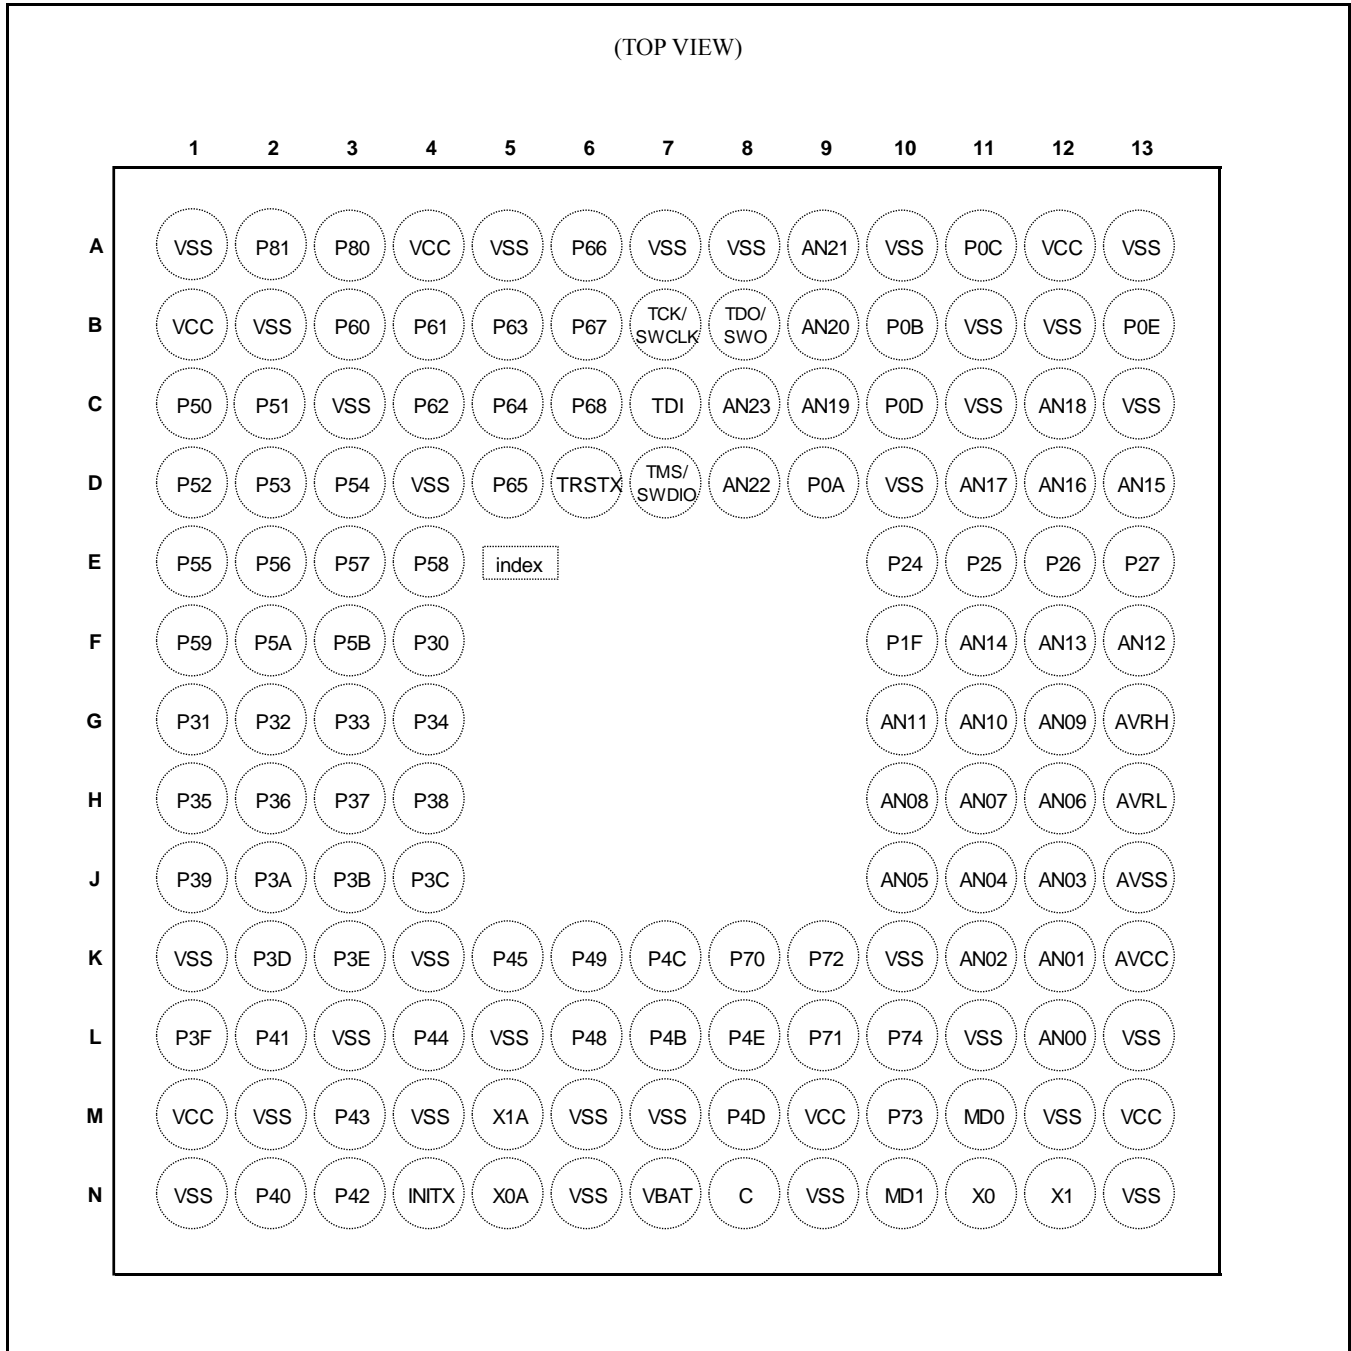 (TOP VIEW)
1 2 3 4 5 6 7 8 9 10 11 12 13
A VSS P81 P80 VCC VSS P66 VSS VSS AN21 VSS P0C VCC VSS
B VCC VSS P60 P61 P63 P67 TCK/SWCLK TDO/SWO AN20 P0B VSS VSS P0E
C P50 P51 VSS P62 P64 P68 TDI AN23 AN19 P0D VSS AN18 VSS
D P52 P53 P54 VSS P65 TRSTX TMS/SWDIO AN22 P0A VSS AN17 AN16 AN15
E P55 P56 P57 P58 index P24 P25 P26 P27
F P59 P5A P5B P30 P1F AN14 AN13 AN12
G P31 P32 P33 P34 AN11 AN10 AN09 AVRH
H P35 P36 P37 P38 AN08 AN07 AN06 AVRL
J P39 P3A P3B P3C AN05 AN04 AN03 AVSS
K VSS P3D P3E VSS P45 P49 P4C P70 P72 VSS AN02 AN01 AVCC
L P3F P41 VSS P44 VSS P48 P4B P4E P71 P74 VSS AN00 VSS
M VCC VSS P43 VSS X1A VSS VSS P4D VCC P73 MD0 VSS VCC
N VSS P40 P42 INITX X0A VSS VBAT C VSS MD1 X0 X1 VSS